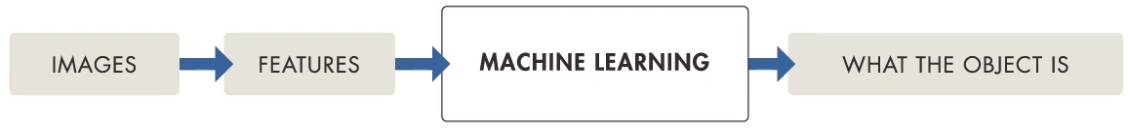 IMAGES
FEATURES
MACHINE LEARNING
WHAT THE OBJECT IS